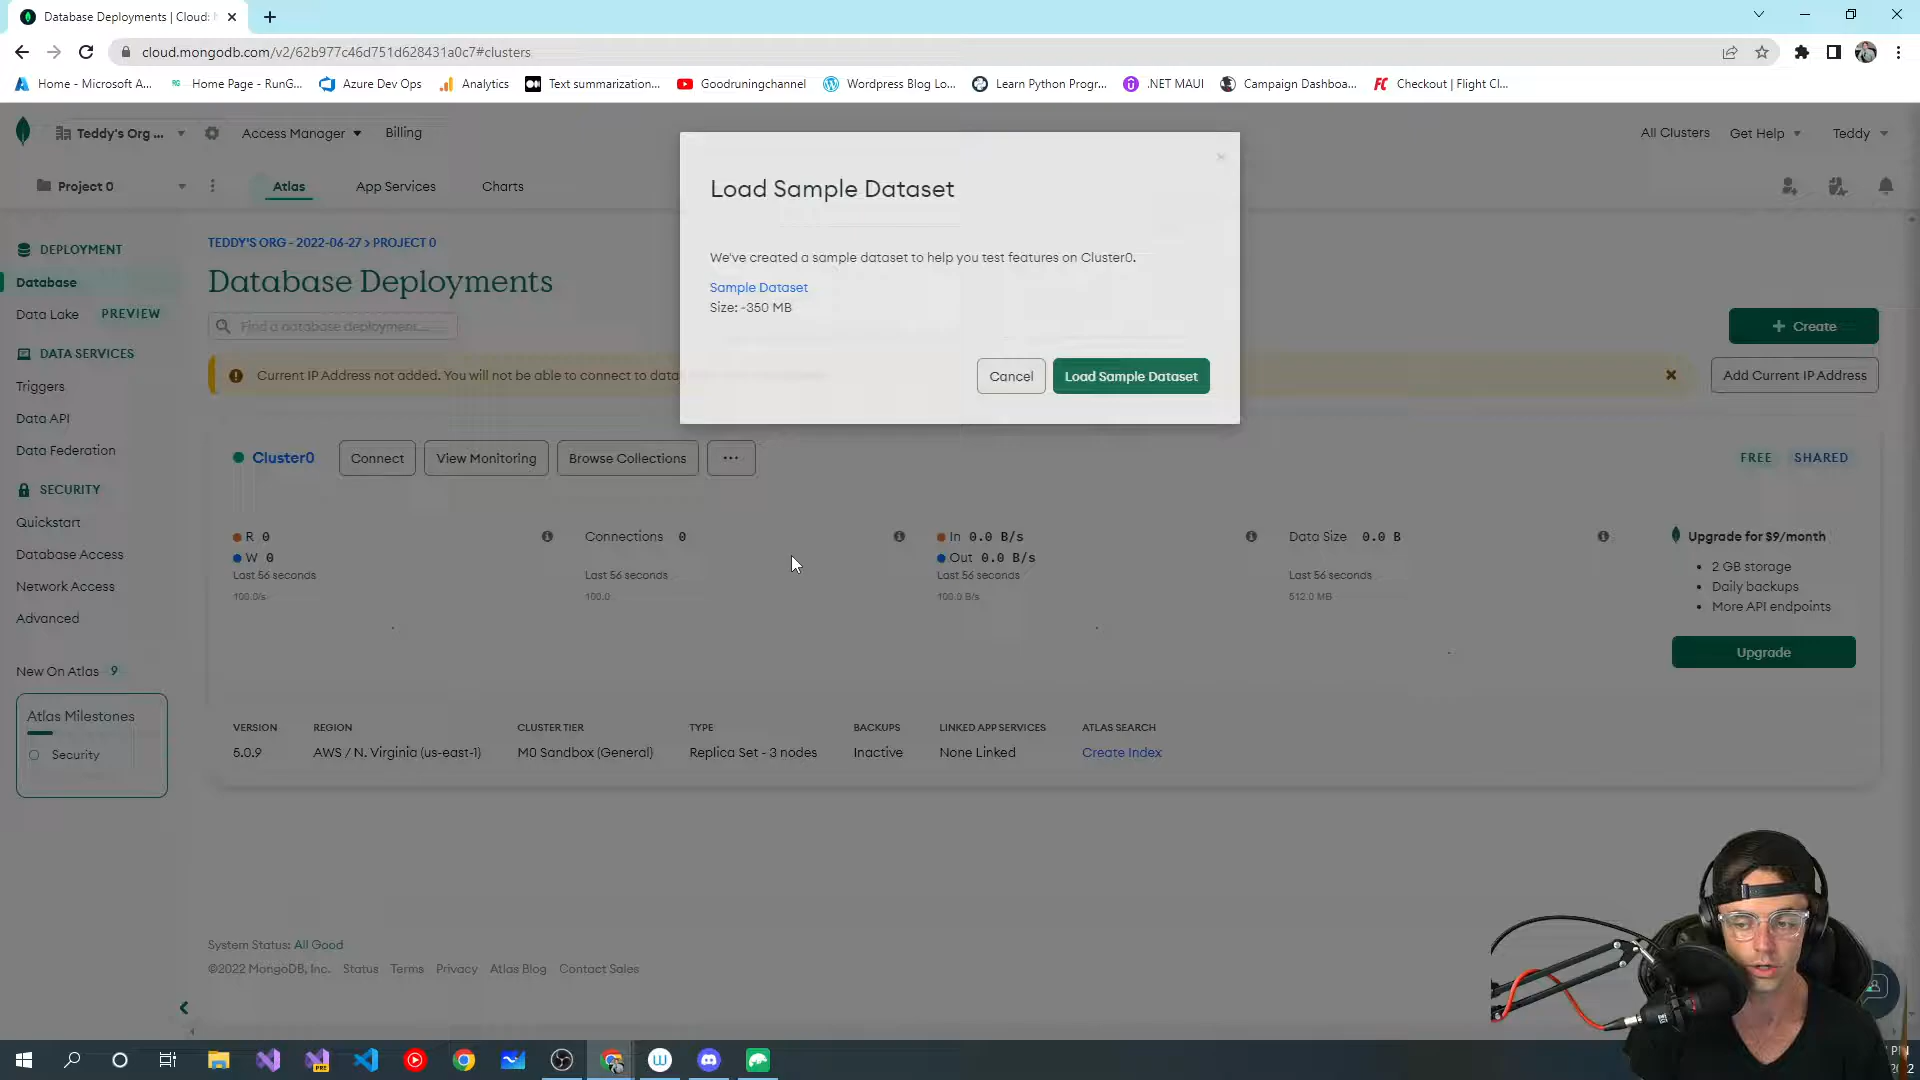 Database Deployments | Cloud:
cloud.mongodb.com/v2/62b977c46d751d628431a0c7#clusters
Home - Microsoft A...
Home Page - RunG...
Azure Dev Ops
Analytics
Text summarization...
Goodruningchannel
Wordpress Blog Lo...
Learn Python Progr...
.NET MAUI
Campaign Dashboa...
Checkout | Flight Cl...
Teddy's Org ...
Access Manager
Billing
All Clusters
Get Help
Teddy
Project 0
Atlas
App Services
Charts
Load Sample Dataset
We've created a sample dataset to help you test features on Cluster0.
Sample Dataset
Size: ~350 MB
Cancel
Load Sample Dataset
DEPLOYMENT
Database
Data Lake
PREVIEW
DATA SERVICES
Triggers
Data API
Data Federation
SECURITY
Quickstart
Database Access
Network Access
Advanced
New On Atlas 9
Atlas Milestones
Security
TEDDY'S ORG - 2022-06-27 > PROJECT 0
Database Deployments
Find a database deployment...
+ Create
Current IP Address not added. You will not be able to connect to data
Add Current IP Address
Cluster0
Connect
View Monitoring
Browse Collections
...
FREE
SHARED
R 0
W 0
Last 56 seconds
100.0/s
Connections 0
Last 56 seconds
100.0
In 0.0 B/s
Out 0.0 B/s
Last 56 seconds
100.0 B/s
Data Size 0.0 B
Last 56 seconds
512.0 MB
Upgrade for $9/month
2 GB storage
Daily backups
More API endpoints
Upgrade
VERSION
5.0.9
REGION
AWS / N. Virginia (us-east-1)
CLUSTER TIER
M0 Sandbox (General)
TYPE
Replica Set - 3 nodes
BACKUPS
Inactive
LINKED APP SERVICES
None Linked
ATLAS SEARCH
Create Index
System Status: All Good
©2022 MongoDB, Inc.
Status
Terms
Privacy
Atlas Blog
Contact Sales